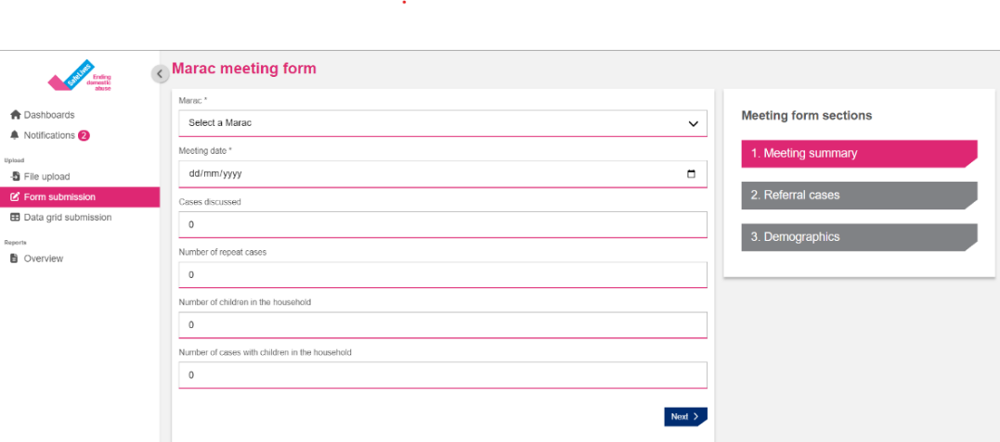 SafeLives
Ending
domestic
abuse
Dashboards
Notifications 2
Upload
File upload
Form submission
Data grid submission
Reports
Overview
Marac meeting form
Marac *
Select a Marac
Meeting date *
dd/mm/yyyy
Cases discussed
0
Number of repeat cases
0
Number of children in the household
0
Number of cases with children in the household
0
Next
Meeting form sections
1. Meeting summary
2. Referral cases
3. Demographics